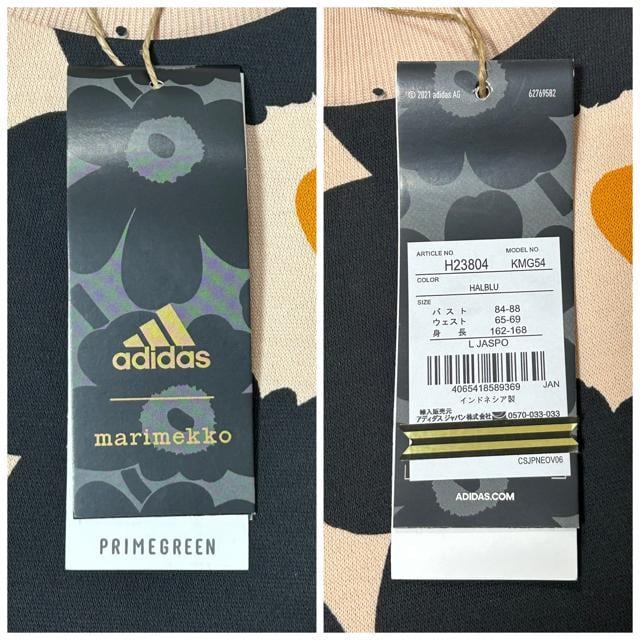 adidas
marimekko
PRIMEGREEN
© 2021 adidas AG 62769582
ARTICLE NO. MODEL NO
H23804 KMG54
COLOR
HALBLU
SIZE
バスト 84-88
ウェスト 65-69
身長 162-168
L JASPO
4065418589369 JAN
インドネシア製
輸入販売元
アディダス ジャパン株式会社 0570-033-033
CSJPNEOV06
ADIDAS.COM